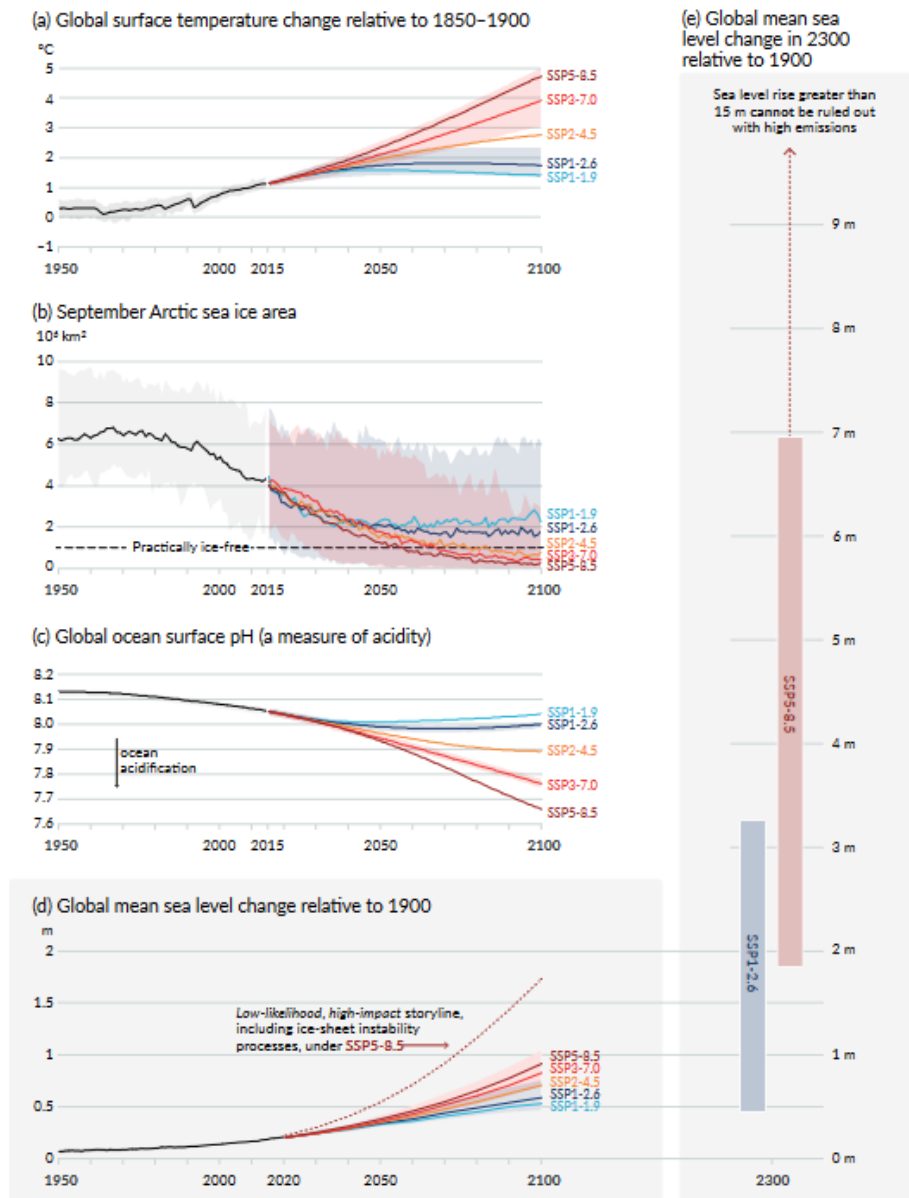 (a) Global surface temperature change relative to 1850–1900
°C
5
4
3
2
1
0
−1
1950
2000
2015
2050
2100
SSP5-8.5
SSP3-7.0
SSP2-4.5
SSP1-2.6
SSP1-1.9
(b) September Arctic sea ice area
10⁶ km²
10
8
6
4
2
0
Practically ice-free
1950
2000
2015
2050
2100
SSP1-1.9
SSP1-2.6
SSP2-4.5
SSP3-7.0
SSP5-8.5
(c) Global ocean surface pH (a measure of acidity)
8.2
8.1
8.0
7.9
7.8
7.7
7.6
ocean
acidification
1950
2000
2015
2050
2100
SSP1-1.9
SSP1-2.6
SSP2-4.5
SSP3-7.0
SSP5-8.5
(d) Global mean sea level change relative to 1900
m
2
1.5
1
0.5
0
Low-likelihood, high-impact storyline,
including ice-sheet instability
processes, under SSP5-8.5
1950
2000
2020
2050
2100
SSP5-8.5
SSP3-7.0
SSP2-4.5
SSP1-2.6
SSP1-1.9
(e) Global mean sea
level change in 2300
relative to 1900
Sea level rise greater than
15 m cannot be ruled out
with high emissions
9 m
8 m
7 m
6 m
5 m
4 m
3 m
2 m
1 m
0 m
SSP5-8.5
SSP1-2.6
2300